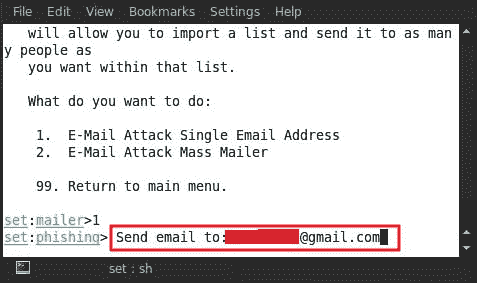 File Edit View Bookmarks Settings Help
will allow you to import a list and send it to as man
y people as
you want within that list.
What do you want to do:
1. E-Mail Attack Single Email Address
2. E-Mail Attack Mass Mailer
99. Return to main menu.
set:mailer>1
set:phishing> Send email to: @gmail.com
set : sh